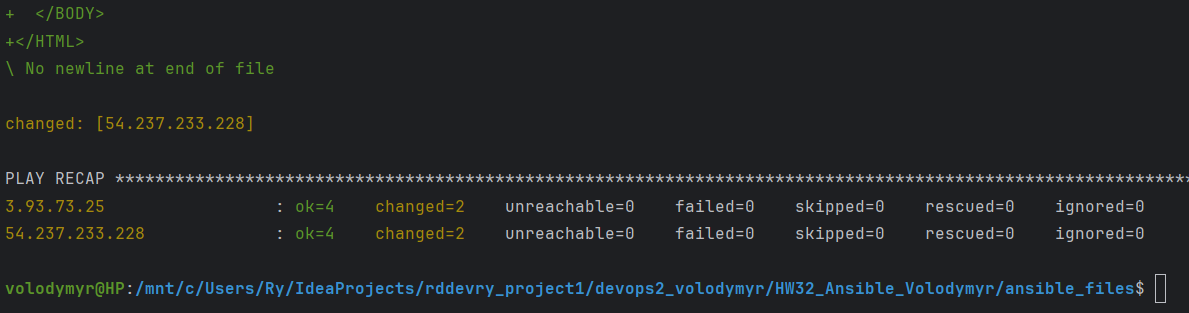 +  </BODY>
+</HTML>
\ No newline at end of file
changed: [54.237.233.228]
PLAY RECAP ************************************************************************************************************
3.93.73.25                 : ok=4    changed=2    unreachable=0    failed=0    skipped=0    rescued=0    ignored=0
54.237.233.228             : ok=4    changed=2    unreachable=0    failed=0    skipped=0    rescued=0    ignored=0
volodymyr@HP:/mnt/c/Users/Ry/IdeaProjects/rddevry_project1/devops2_volodymyr/HW32_Ansible_Volodymyr/ansible_files$